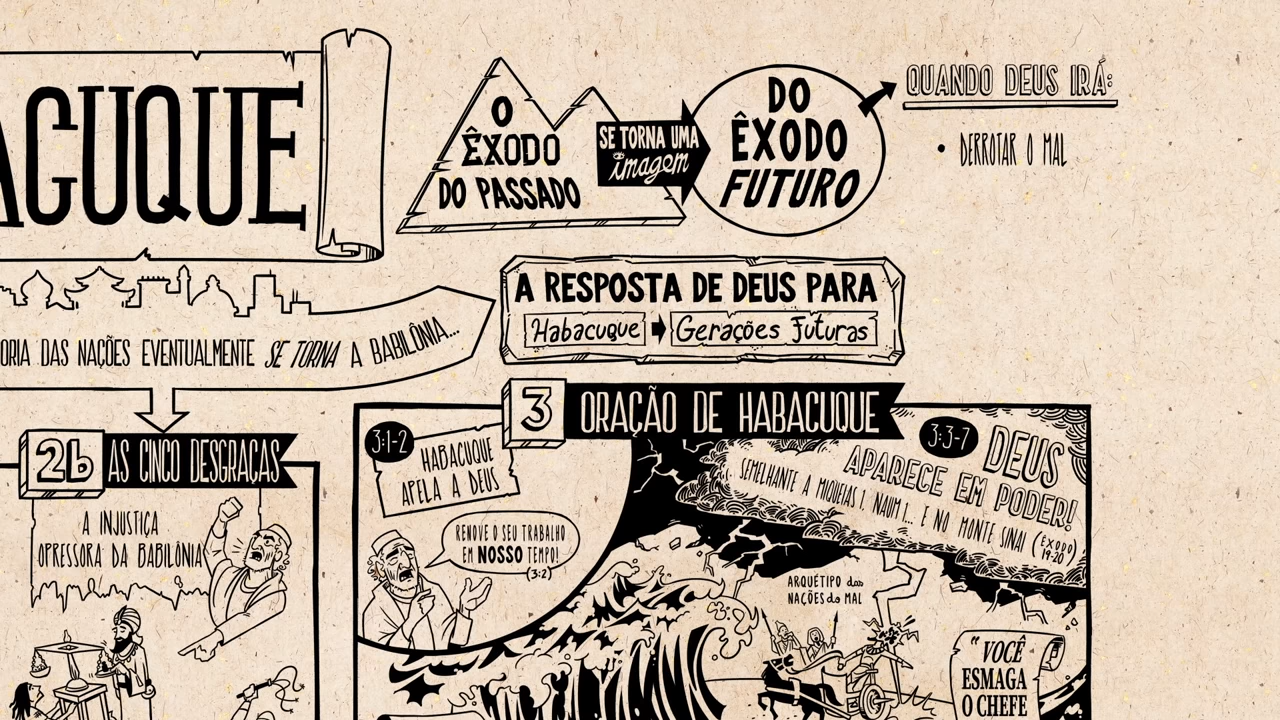 ACUQUE
O
ÊXODO
DO PASSADO
SE TORNA UMA
imagem
DO
ÊXODO
FUTURO
QUANDO DEUS IRÁ:
• DERROTAR O MAL
A RESPOSTA DE DEUS PARA
Habacuque
Gerações Futuras
ORIA DAS NAÇÕES EVENTUALMENTE SE TORNA A BABILÔNIA...
2b AS CINCO DESGRAÇAS
A INJUSTIÇA
OPRESSORA DA BABILÔNIA
3 ORAÇÃO DE HABACUQUE
3:1-2
HABACUQUE
APELA A DEUS
RENOVE O SEU TRABALHO
EM NOSSO TEMPO!
(3:2)
3:3-7
DEUS
APARECE EM PODER!
SEMELHANTE A MIQUEIAS 1, NAUM 1... E NO MONTE SINAI (ÊXODO
19-20)
ARQUÉTIPO das
NAÇÕES do MAL
"VOCÊ
ESMAGA
O CHEFE